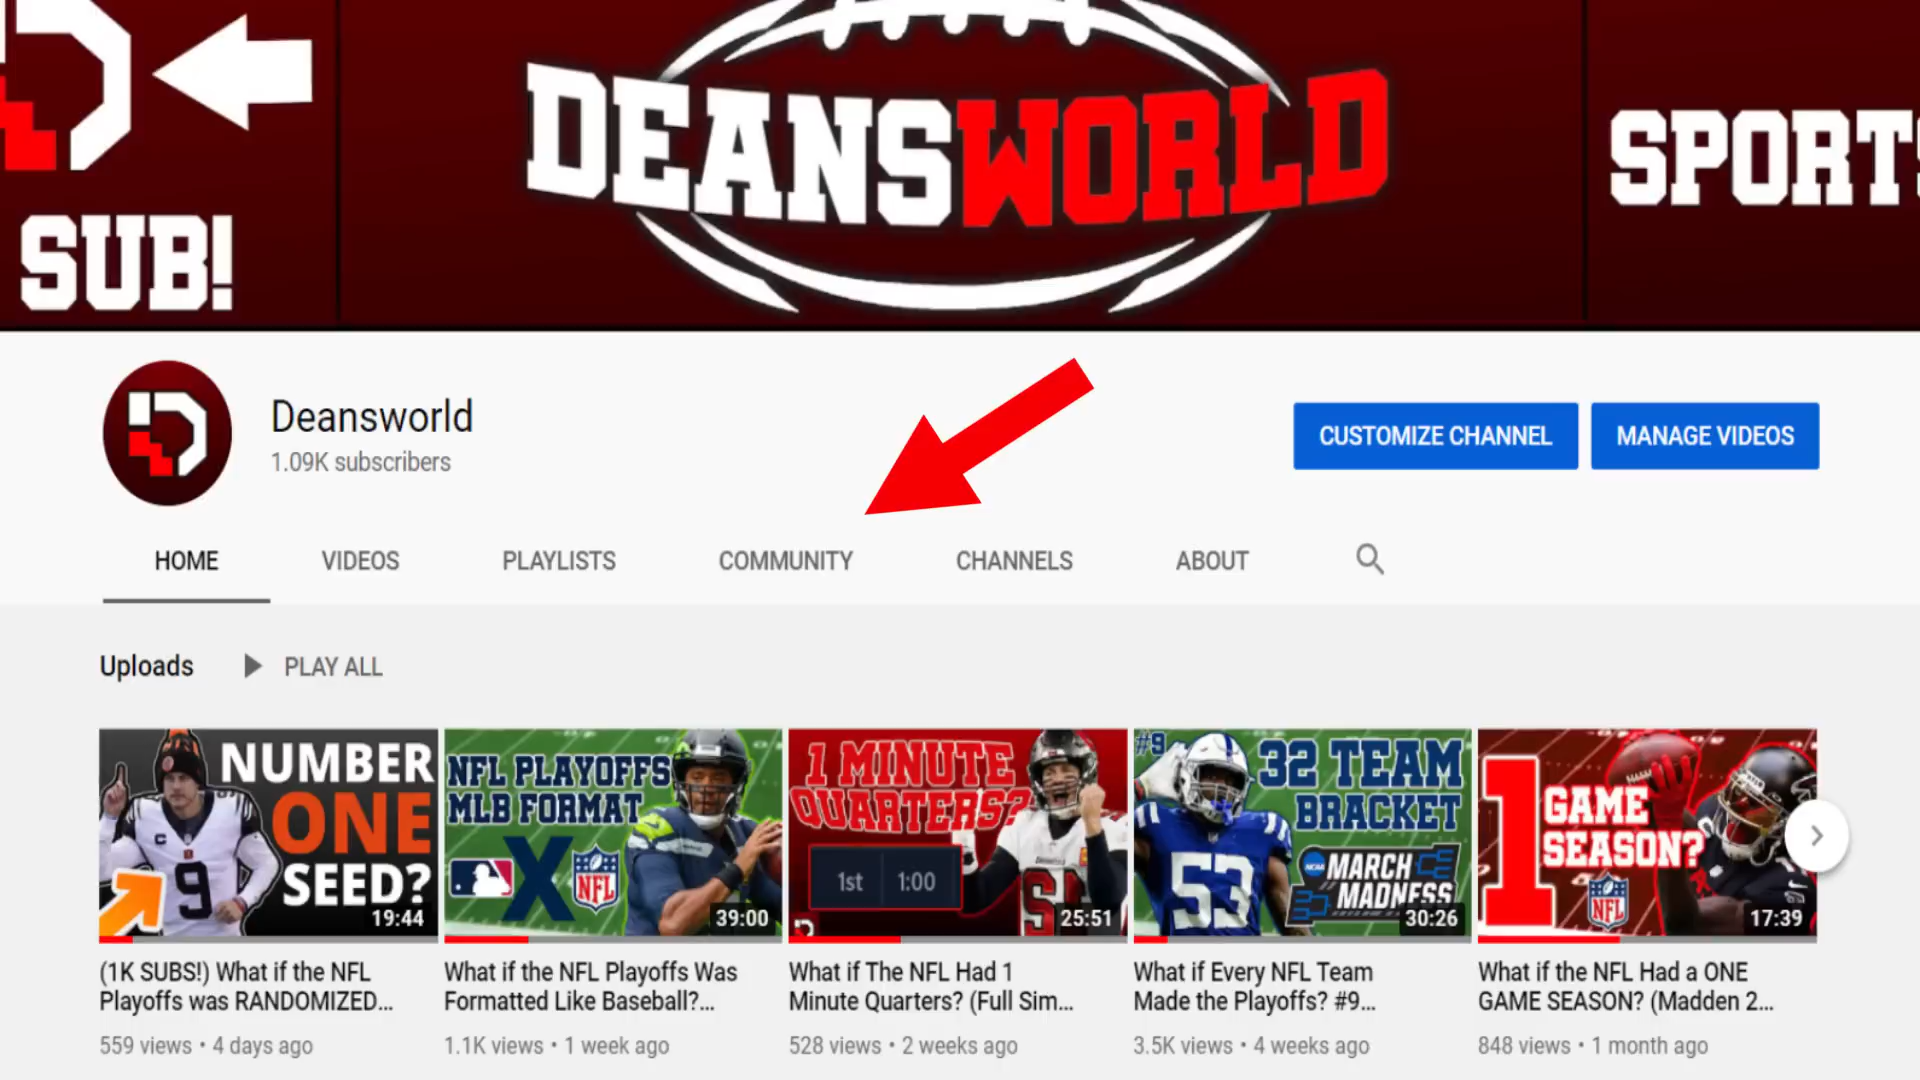 DEANSWORLD
SPORTS
SUB!
Deansworld
1.09K subscribers
CUSTOMIZE CHANNEL
MANAGE VIDEOS
HOME
VIDEOS
PLAYLISTS
COMMUNITY
CHANNELS
ABOUT
Uploads
PLAY ALL
NUMBER
ONE
SEED?
9
19:44
NFL PLAYOFFS
MLB FORMAT
X
NFL
39:00
1 MINUTE
QUARTERS?
1st 1:00
25:51
#9
32 TEAM
BRACKET
53
NCAA
MARCH
MADNESS
30:26
1
GAME
SEASON?
NFL
17:39
(1K SUBS!) What if the NFL
Playoffs was RANDOMIZED...
559 views • 4 days ago
What if the NFL Playoffs Was
Formatted Like Baseball?...
1.1K views • 1 week ago
What if The NFL Had 1
Minute Quarters? (Full Sim...
528 views • 2 weeks ago
What if Every NFL Team
Made the Playoffs? #9...
3.5K views • 4 weeks ago
What if the NFL Had a ONE
GAME SEASON? (Madden 2...
848 views • 1 month ago